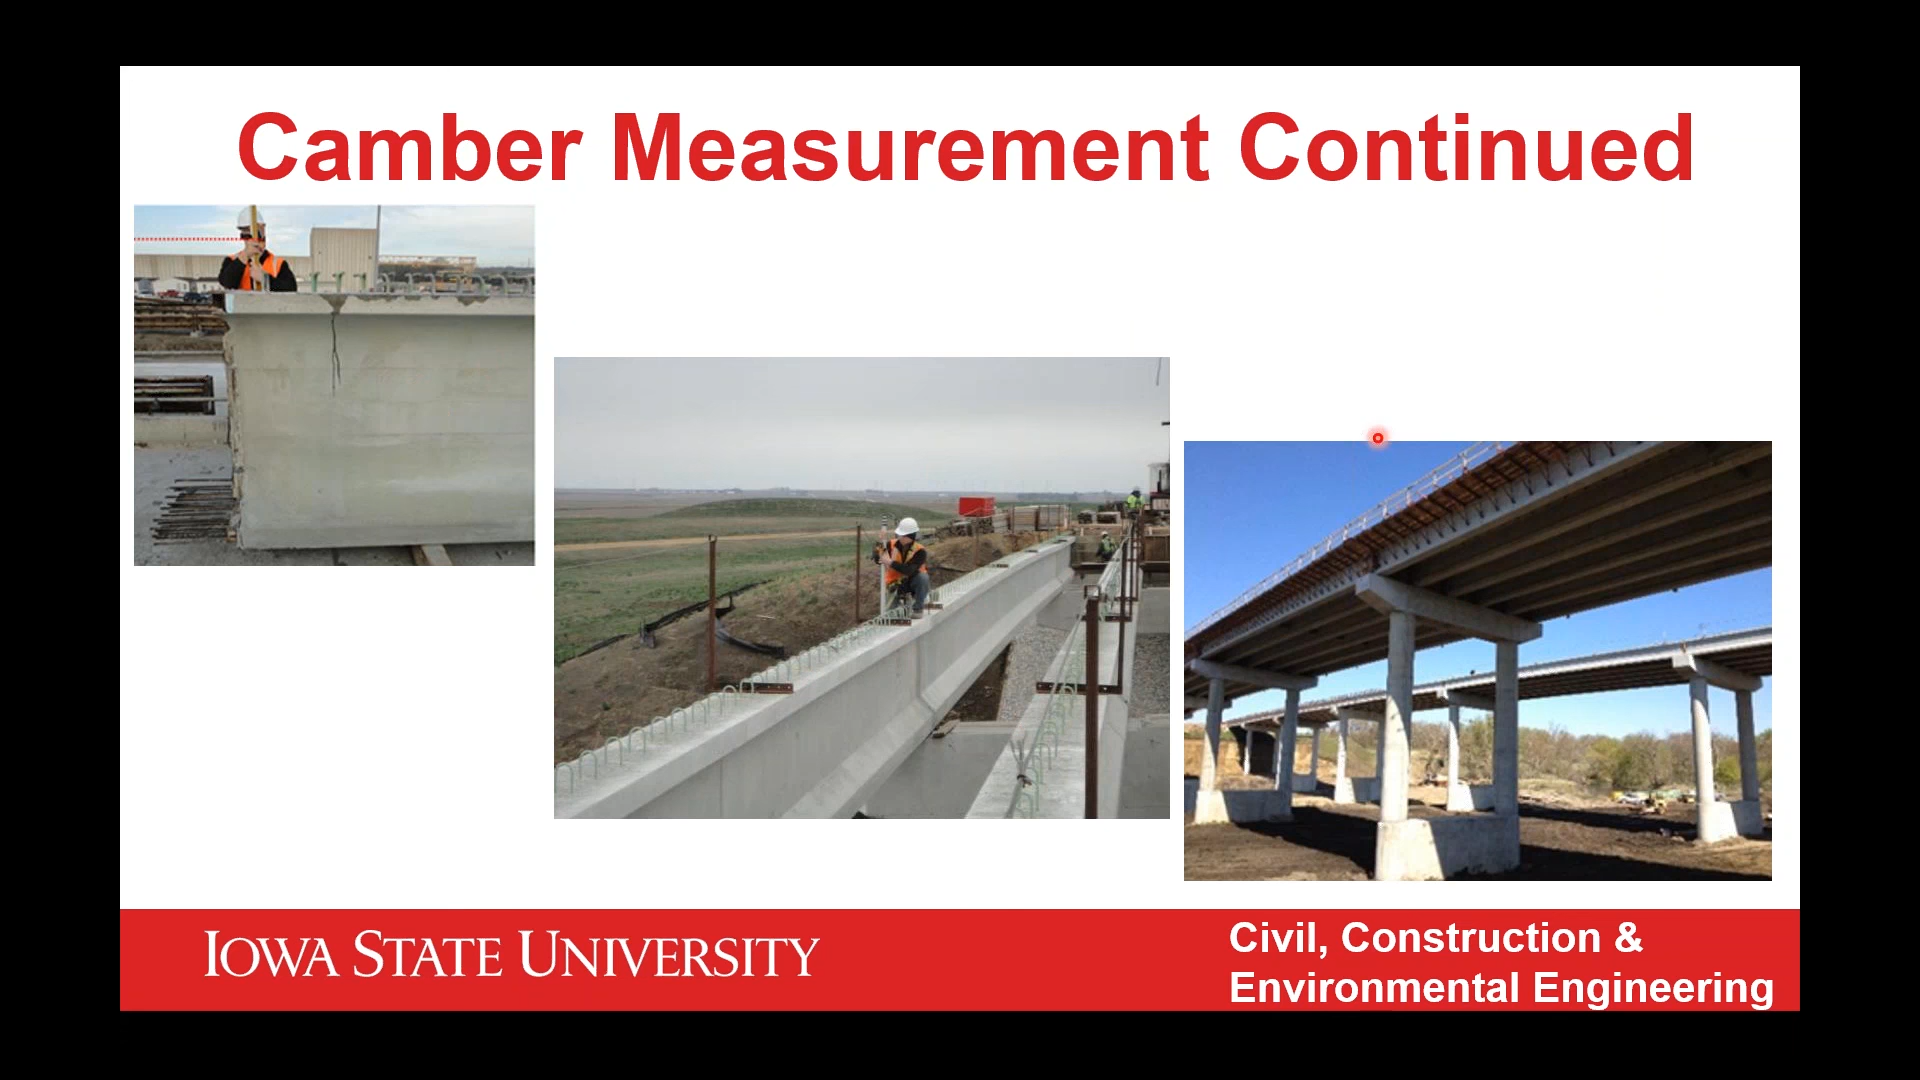 Camber Measurement Continued
IOWA STATE UNIVERSITY
Civil, Construction &
Environmental Engineering